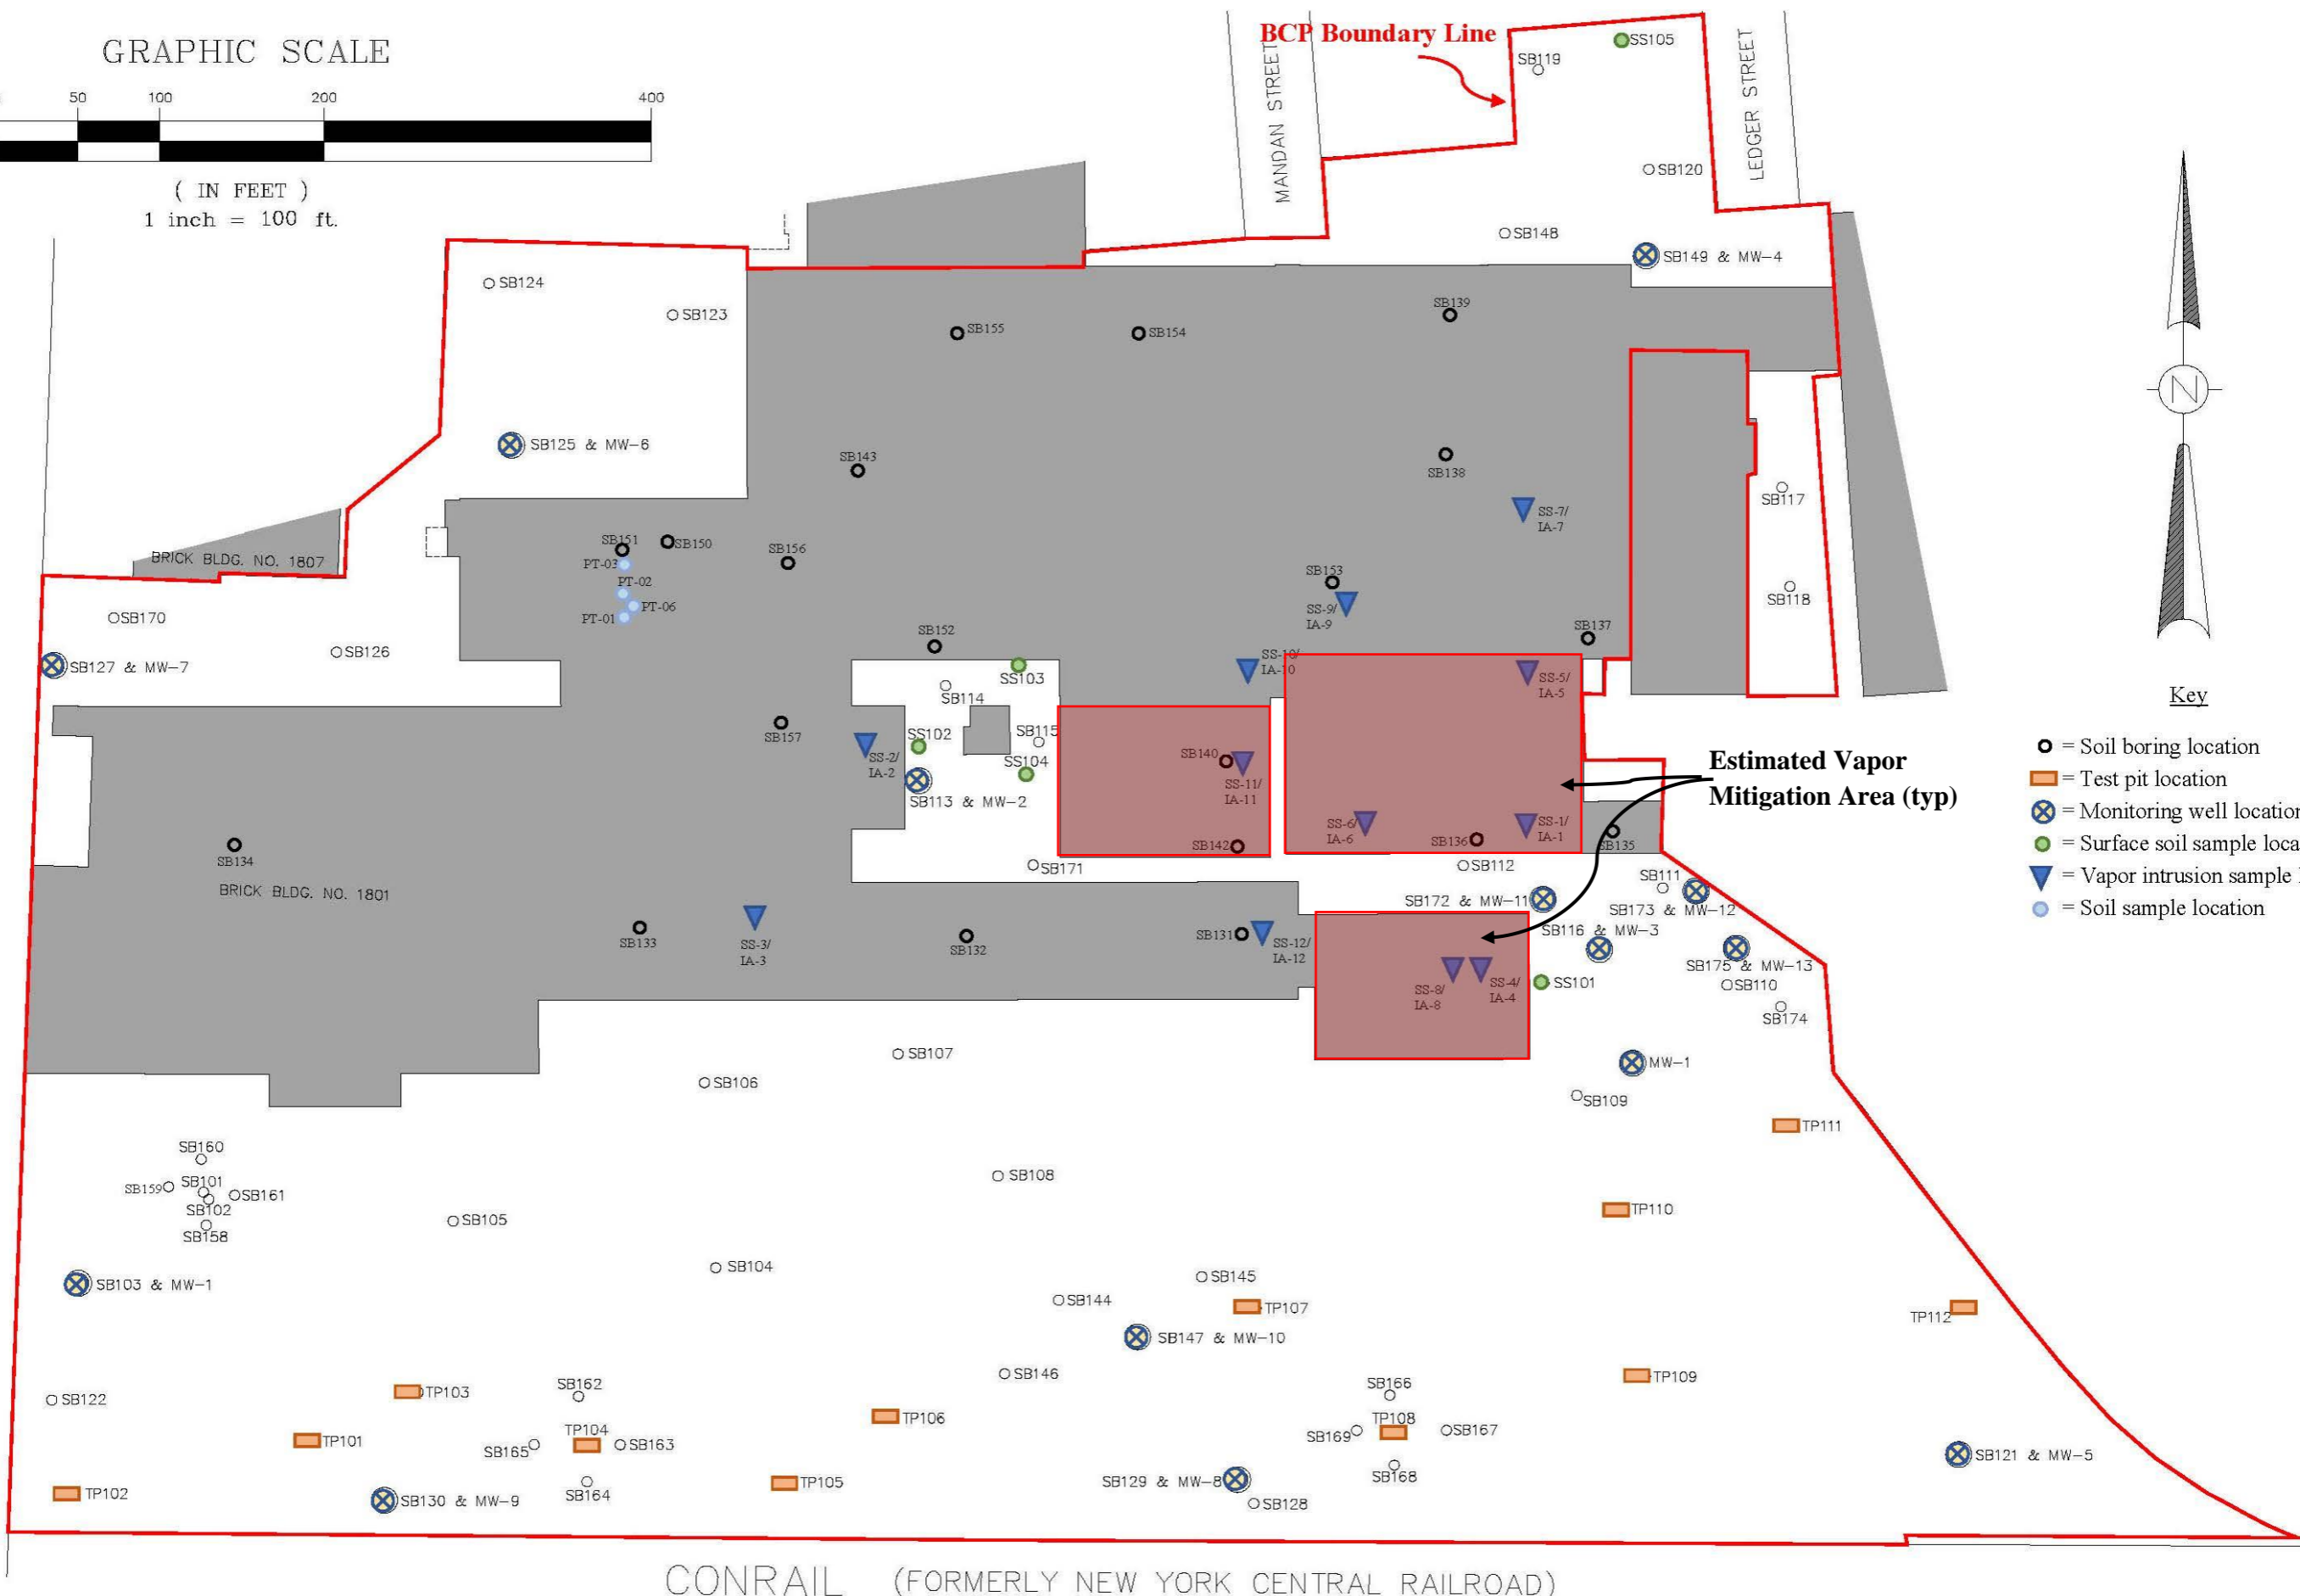 GRAPHIC SCALE
50 100 200 400
( IN FEET )
1 inch = 100 ft.
BCP Boundary Line
MANDAN STREET
LEDGER STREET
SS105
SB119
SB120
SB148
SB149 & MW-4
SB124
SB123
SB155
SB154
SB139
SB125 & MW-6
SB143
SB138
SS-7/
IA-7
SB117
SB118
BRICK BLDG. NO. 1807
SB151
SB150
SB156
PT-03
PT-02
PT-06
PT-01
SB153
SS-9/
IA-9
SB137
SB170
SB126
SB127 & MW-7
SB152
SS103
SB114
SS-10/
IA-10
SS-5/
IA-5
SB157
SS-2/
IA-2
SS102
SB115
SS104
SB113 & MW-2
SB140
SS-11/
IA-11
SB142
SS-6/
IA-6
SB136
SS-1/
IA-1
SB135
Estimated Vapor
Mitigation Area (typ)
Key
= Soil boring location
= Test pit location
= Monitoring well location
= Surface soil sample loca
= Vapor intrusion sample
= Soil sample location
SB134
BRICK BLDG. NO. 1801
SB171
SB112
SB111
SB172 & MW-11
SB173 & MW-12
SB116 & MW-3
SB175 & MW-13
SB110
SB174
SB133
SS-3/
IA-3
SB132
SB131
SS-12/
IA-12
SS-8/
IA-8
SS-4/
IA-4
SS101
MW-1
SB109
SB107
SB106
TP111
SB160
SB159
SB101
SB161
SB102
SB158
SB108
TP110
SB105
SB104
SB103 & MW-1
SB145
SB144
TP107
SB147 & MW-10
TP112
SB122
TP103
SB162
SB146
SB166
TP109
TP101
TP104
SB165
SB163
TP106
TP108
SB169
SB167
TP102
SB130 & MW-9
SB164
TP105
SB129 & MW-8
SB128
SB168
SB121 & MW-5
CONRAIL (FORMERLY NEW YORK CENTRAL RAILROAD)
N